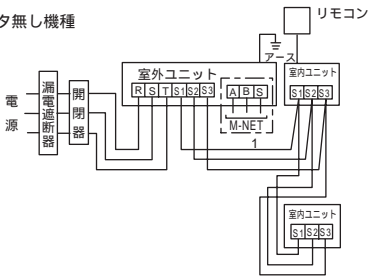 タ無し機種
リモコン
アース
室外ユニット
R S T S1 S2 S3
A B S
M-NET
1
室内ユニット
S1 S2 S3
電源
漏電遮断器
開閉器
室内ユニット
S1 S2 S3